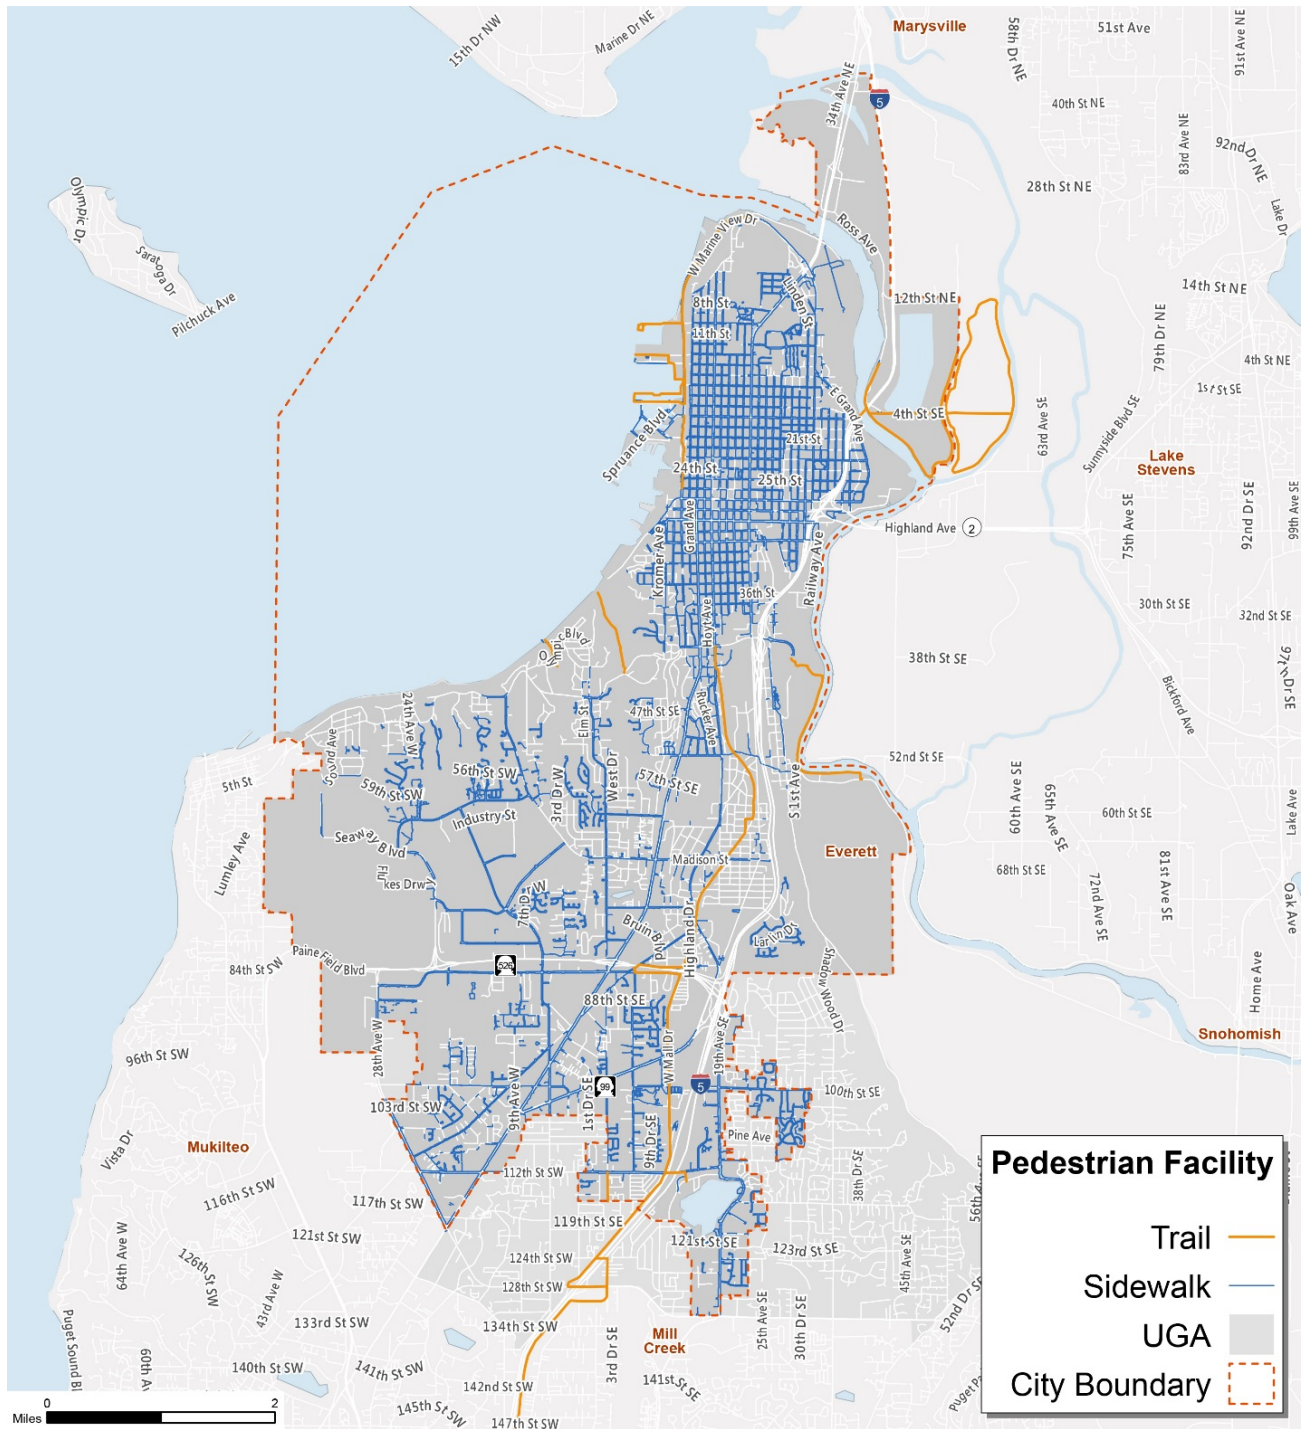 Marysville
15th Dr NW
Marine Dr NE
58th Dr NE
51st Ave
91st Ave NE
34th Ave NE
5
40th St NE
83rd Ave NE
92nd Dr NE
28th St NE
Lake Dr
Olympic Dr
Saratoga Dr
Pilchuck Ave
W Marine View Dr
Ross Ave
14th St NE
8th St
Linden St
12th St NE
11th St
79th Dr NE
4th St NE
1st St SE
E Grand Ave
4th St SE
63rd Ave SE
Sunnyside Blvd SE
21st St
Spruance Blvd
24th St
25th St
Lake
Stevens
Grand Ave
Kromer Ave
Railway Ave
Highland Ave
2
75th Ave SE
92nd Dr SE
99th Ave SE
36th St
Hoyt Ave
30th St SE
32nd St SE
Olympic Blvd
38th St SE
97th Dr SE
Bickford Ave
24th Ave W
Elm St
47th St SE
Rucker Ave
Sound Ave
5th St
56th St SW
59th St SW
3rd Dr W
West Dr
57th St SE
S 1st Ave
52nd St SE
60th Ave SE
65th Ave SE
60th St SE
Lake Ave
Industry St
Seaway Blvd
Lumley Ave
Madison St
Everett
68th St SE
72nd Ave SE
81st Ave SE
Oak Ave
7th Dr W
Bruin Blvd
Highland Dr
Larlin Dr
Paine Field Blvd
84th St SW
526
Shadow Wood Dr
Home Ave
88th St SE
Snohomish
96th St SW
28th Ave W
W Mall Dr
19th Ave SE
5
99
100th St SE
103rd St SW
9th Ave W
1st Dr SE
Pine Ave
Vista Dr
Mukilteo
9th Dr SE
112th St SW
38th Dr SE
116th St SW
117th St SW
119th St SE
121st St SW
121st St SE
123rd St SE
64th Ave W
126th St SW
124th St SW
45th Ave SE
43rd Ave W
128th St SW
52nd Dr SE
133rd St SW
134th St SW
Mill
Creek
25th Ave SE
30th Dr SE
3rd Dr SE
140th St SW
141th St SW
142nd St SW
141st St SE
145th St SW
147th St SW
Pedestrian Facility
Trail
Sidewalk
UGA
City Boundary
0
2
Miles